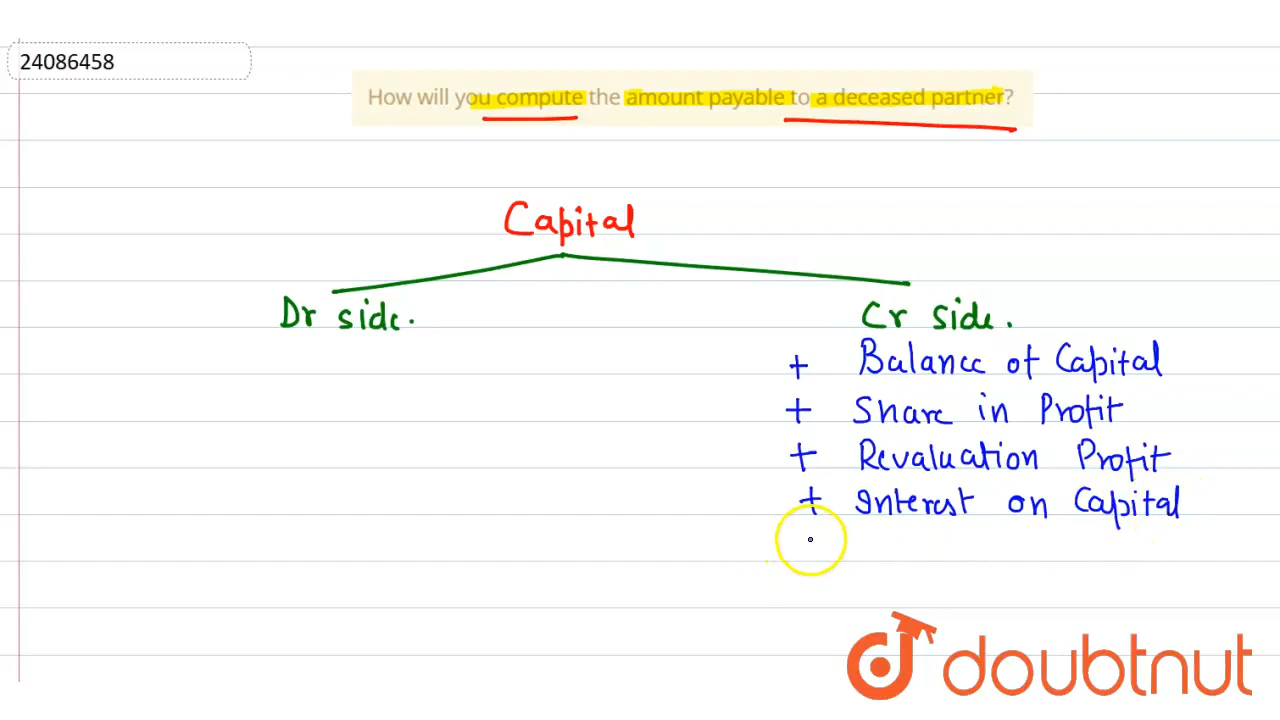 24086458
How will you compute the amount payable to a deceased partner?
Capital
Dr side.
Cr side.
+ Balance of Capital
+ Share in Profit
+ Revaluation Profit
+ Interest on Capital
doubtnut